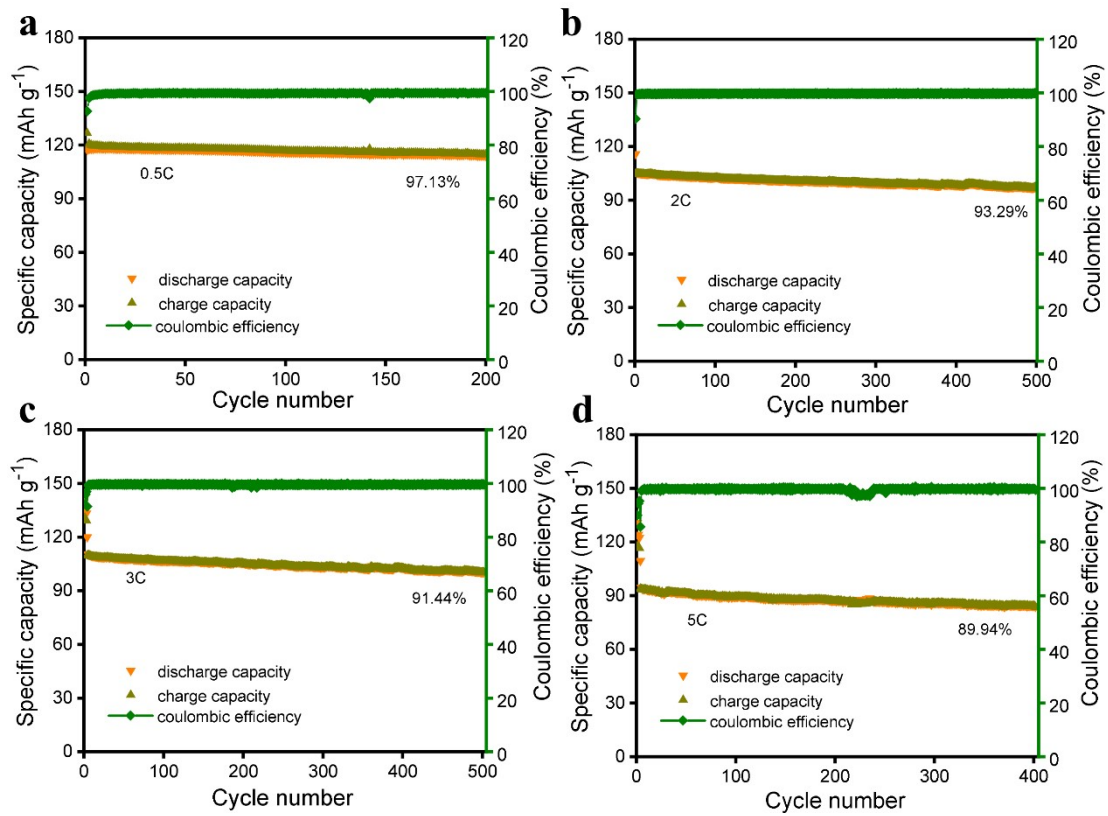 a
180
150
120
90
60
30
0
Specific capacity (mAh g⁻¹)
0.5C
97.13%
discharge capacity
charge capacity
coulombic efficiency
0 50 100 150 200
Cycle number
120
100
80
60
40
20
0
Coulombic efficiency (%)
b
180
150
120
90
60
30
0
Specific capacity (mAh g⁻¹)
2C
93.29%
discharge capacity
charge capacity
coulombic efficiency
0 100 200 300 400 500
Cycle number
120
100
80
60
40
20
0
Coulombic efficiency (%)
c
180
150
120
90
60
30
0
Specific capacity (mAh g⁻¹)
3C
91.44%
discharge capacity
charge capacity
coulombic efficiency
0 100 200 300 400 500
Cycle number
120
100
80
60
40
20
0
Coulombic efficiency (%)
d
180
150
120
90
60
30
0
Specific capacity (mAh g⁻¹)
5C
89.94%
discharge capacity
charge capacity
coulombic efficiency
0 100 200 300 400
Cycle number
120
100
80
60
40
20
0
Coulombic efficiency (%)